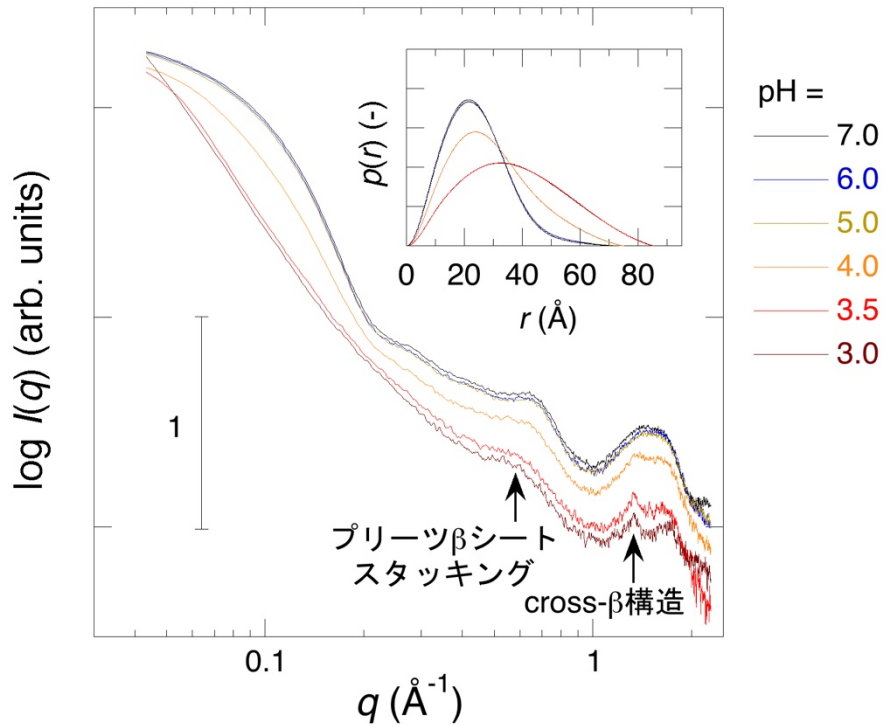 log I(q) (arb. units)
1
p(r) (-)
0 20 40 60 80
r (Å)
pH =
7.0
6.0
5.0
4.0
3.5
3.0
プリーツβシート
スタッキング
cross-β構造
0.1 1
q (Å-1)